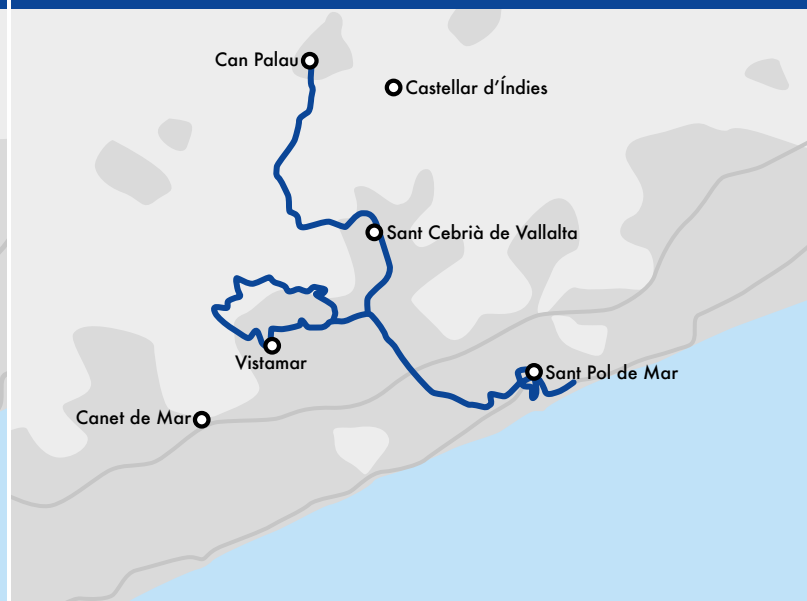 Can Palau
Castellar d'Índies
Sant Cebrià de Vallalta
Vistamar
Sant Pol de Mar
Canet de Mar